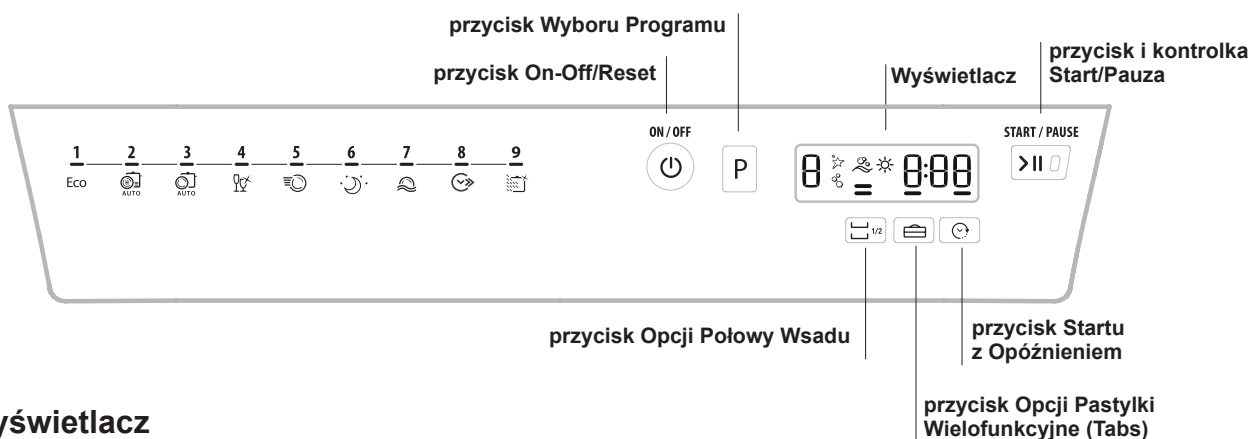 przycisk Wyboru Programu
przycisk On-Off/Reset
Wyświetlacz
przycisk i kontrolka
Start/Pauza
ON/OFF
START / PAUSE
1 2 3 4 5 6 7 8 9
Eco AUTO AUTO
P
8 8:88
1/2
przycisk Opcji Połowy Wsadu
przycisk Startu
z Opóźnieniem
przycisk Opcji Pastylki
Wielofunkcyjne (Tabs)
yświetlacz